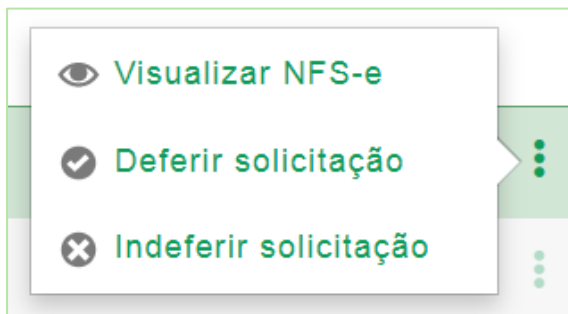 Visualizar NFS-e
Deferir solicitação
Indeferir solicitação